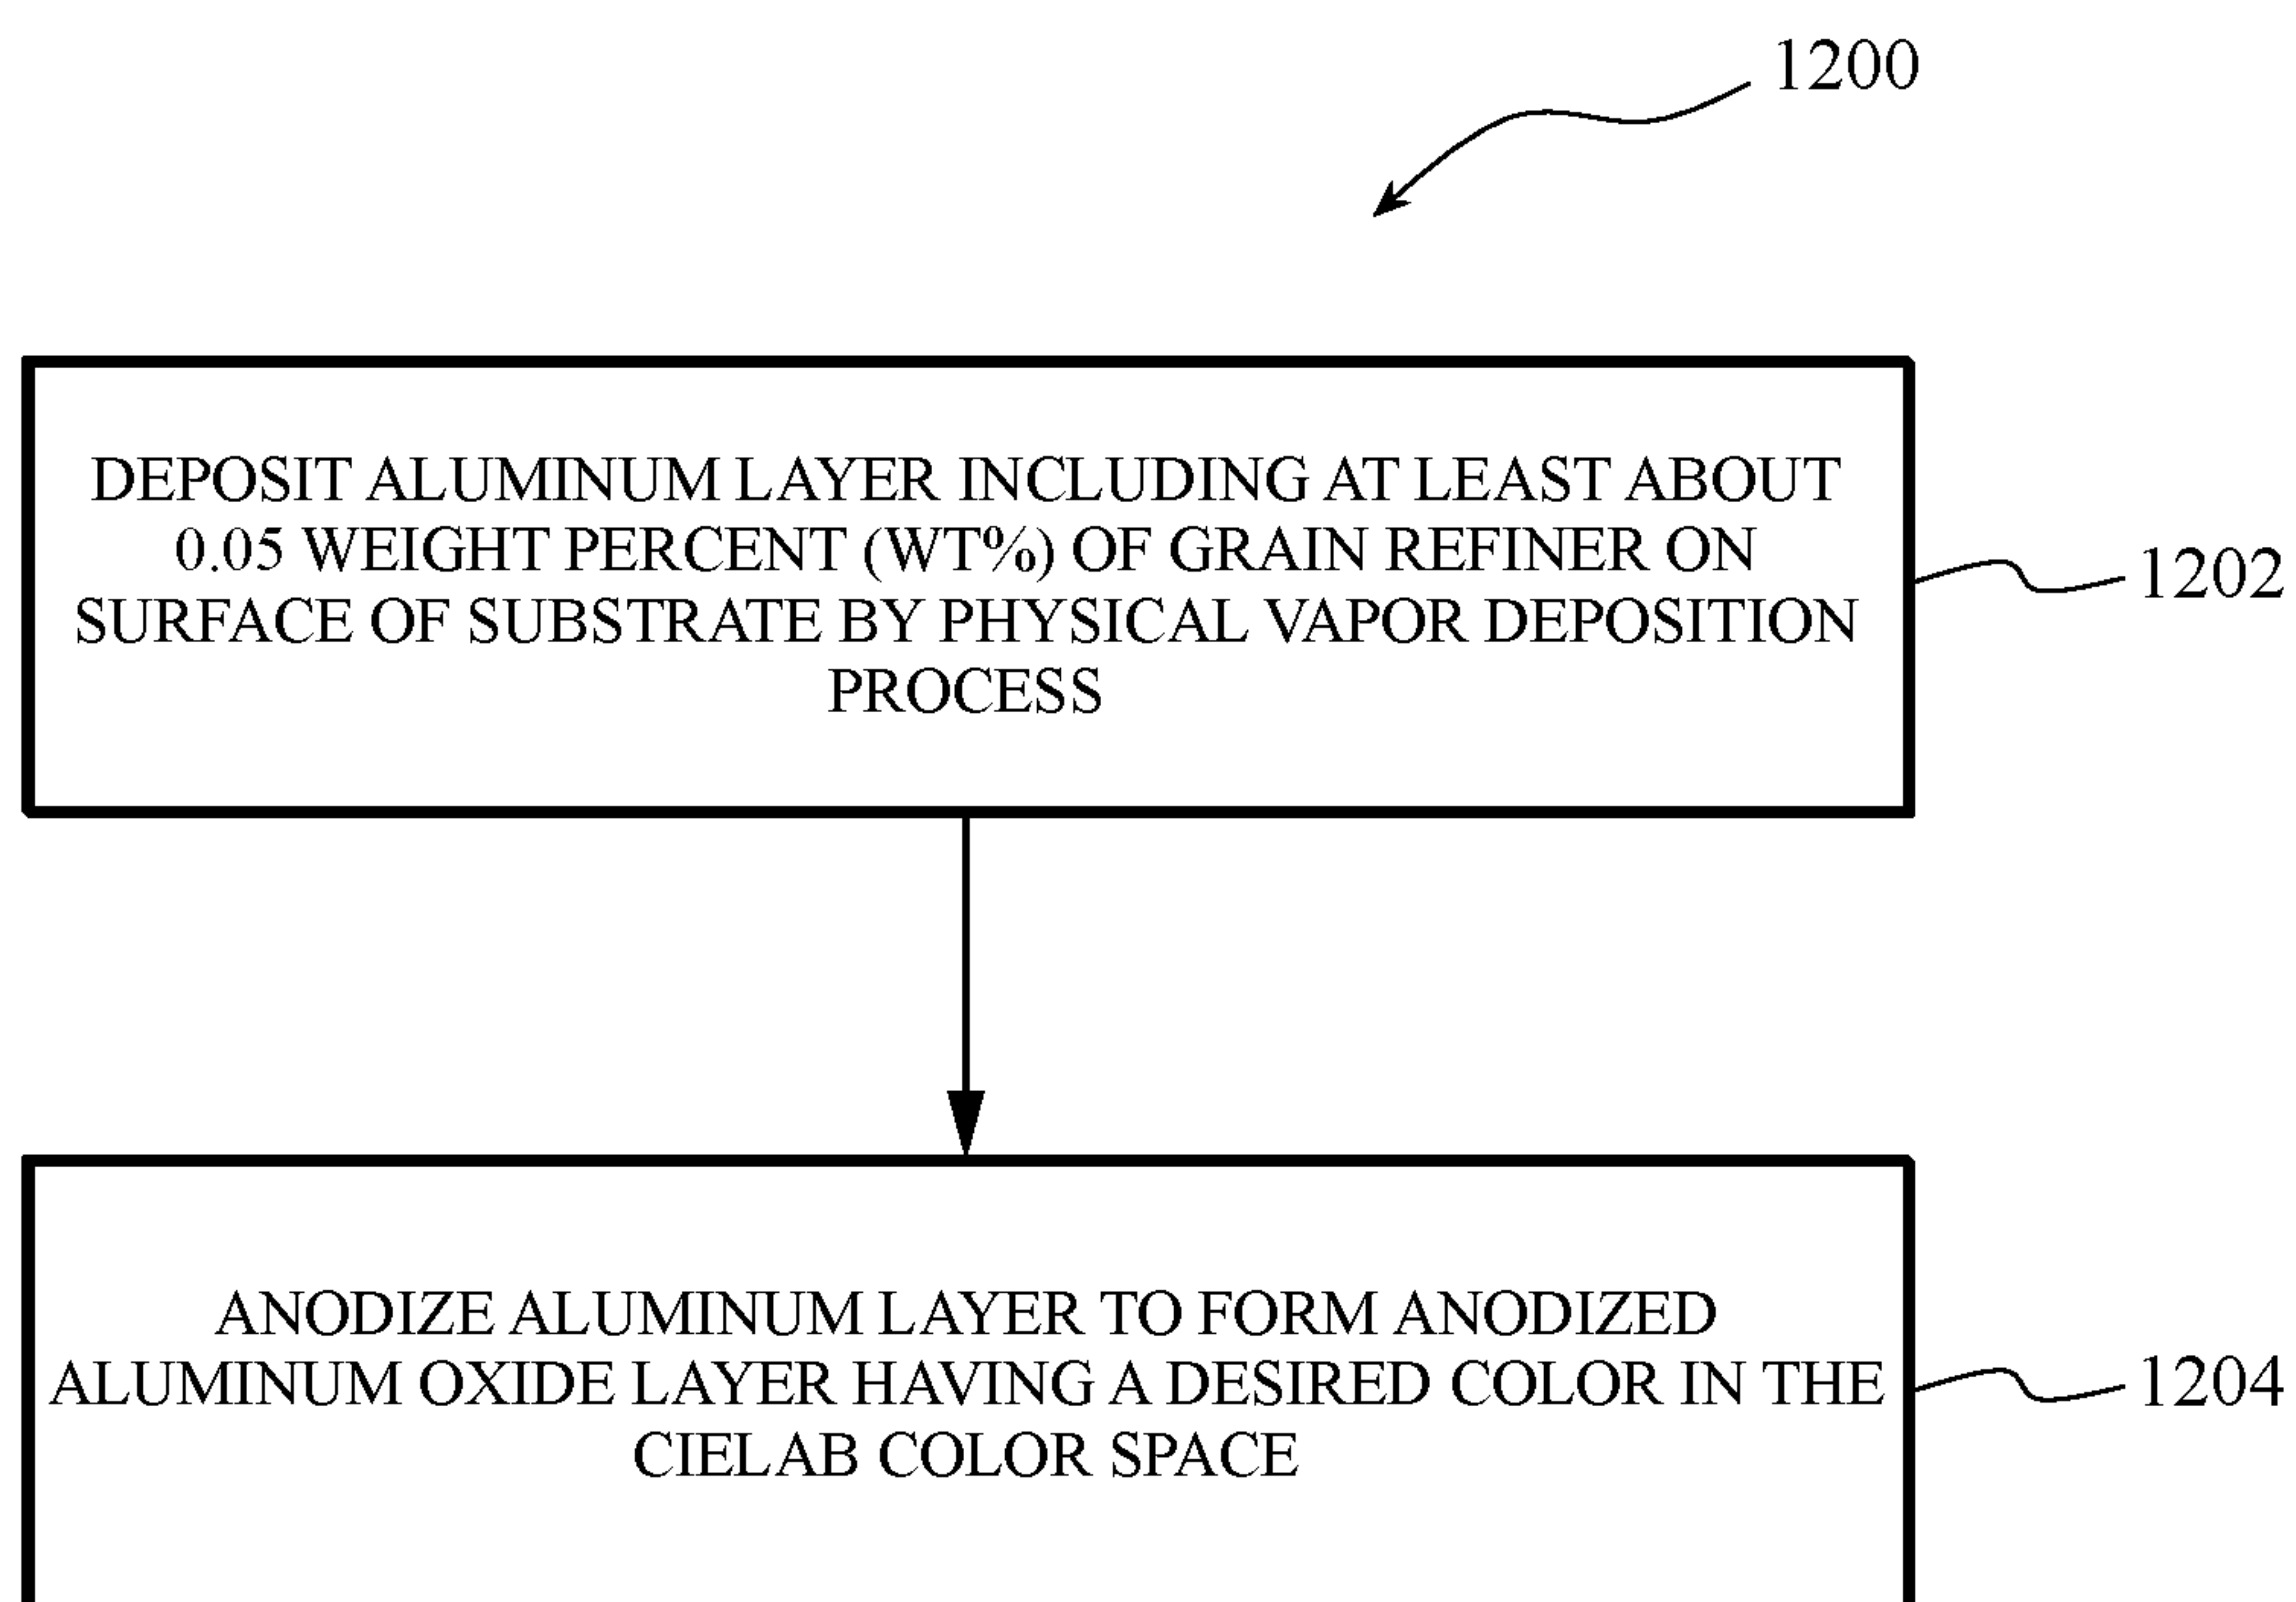 1200
DEPOSIT ALUMINUM LAYER INCLUDING AT LEAST ABOUT
0.05 WEIGHT PERCENT (WT%) OF GRAIN REFINER ON
SURFACE OF SUBSTRATE BY PHYSICAL VAPOR DEPOSITION
PROCESS
1202
ANODIZE ALUMINUM LAYER TO FORM ANODIZED
ALUMINUM OXIDE LAYER HAVING A DESIRED COLOR IN THE
CIELAB COLOR SPACE
1204